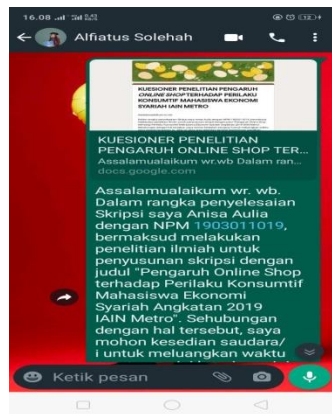 16.08
Alfiatus Solehah
KUESIONER PENELITIAN PENGARUH
ONLINE SHOP TERHADAP PERILAKU
KONSUMTIF MAHASISWA EKONOMI
SYARIAH IAIN METRO
KUESIONER PENELITIAN
PENGARUH ONLINE SHOP TER...
Assalamualaikum wr.wb Dalam ran...
docs.google.com
Assalamualaikum wr. wb.
Dalam rangka penyelesaian
Skripsi saya Anisa Aulia
dengan NPM 1903011019,
bermaksud melakukan
penelitian ilmiah untuk
penyusunan skripsi dengan
judul "Pengaruh Online Shop
terhadap Perilaku Konsumtif
Mahasiswa Ekonomi
Syariah Angkatan 2019
IAIN Metro". Sehubungan
dengan hal tersebut, saya
mohon kesedian saudara/
i untuk meluangkan waktu
Ketik pesan